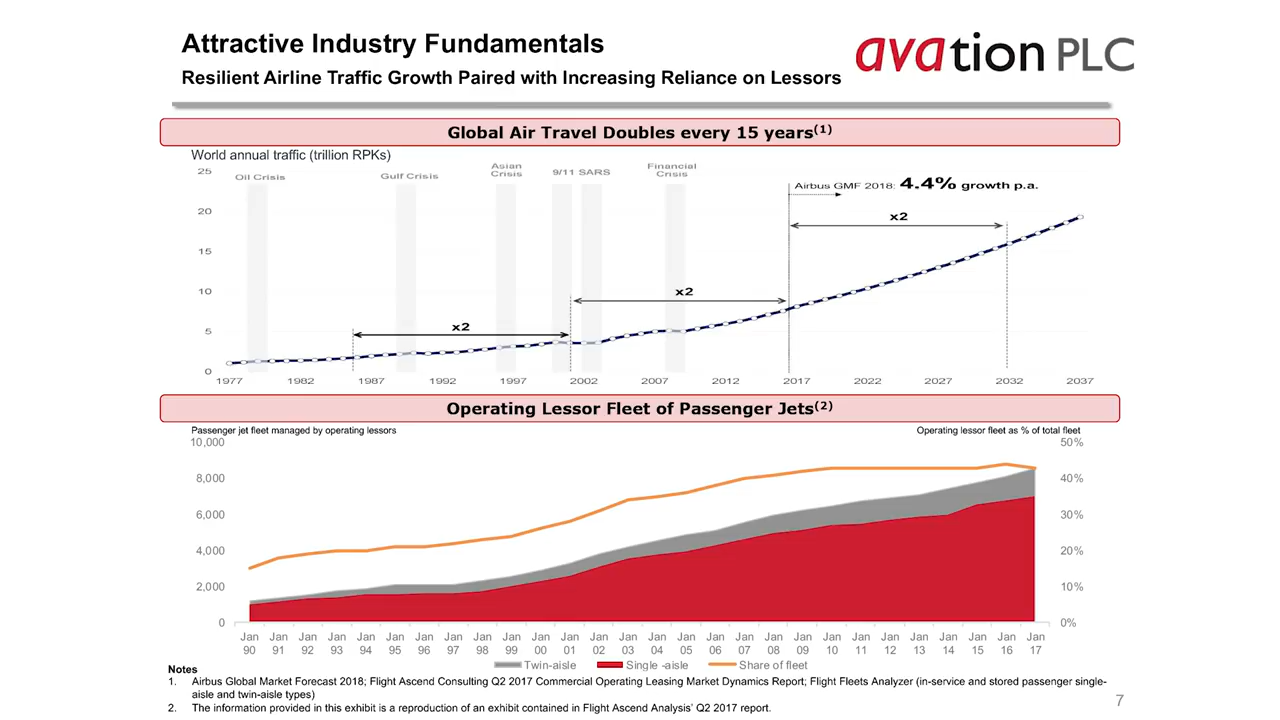 Attractive Industry Fundamentals
avation PLC
Resilient Airline Traffic Growth Paired with Increasing Reliance on Lessors
Global Air Travel Doubles every 15 years(1)
World annual traffic (trillion RPKs)
25
20
15
10
5
0
Oil Crisis
Gulf Crisis
Asian
Crisis
9/11 SARS
Financial
Crisis
Airbus GMF 2018: 4.4% growth p.a.
x2
x2
x2
1977 1982 1987 1992 1997 2002 2007 2012 2017 2022 2027 2032 2037
Operating Lessor Fleet of Passenger Jets(2)
Passenger jet fleet managed by operating lessors
Operating lessor fleet as % of total fleet
10,000 50%
8,000 40%
6,000 30%
4,000 20%
2,000 10%
0 0%
Jan Jan Jan Jan Jan Jan Jan Jan Jan Jan Jan Jan Jan Jan Jan Jan Jan Jan Jan Jan Jan Jan Jan Jan Jan Jan Jan Jan
90 91 92 93 94 95 96 97 98 99 00 01 02 03 04 05 06 07 08 09 10 11 12 13 14 15 16 17
Twin-aisle Single -aisle Share of fleet
Notes
1. Airbus Global Market Forecast 2018; Flight Ascend Consulting Q2 2017 Commercial Operating Leasing Market Dynamics Report; Flight Fleets Analyzer (in-service and stored passenger single-
aisle and twin-aisle types)
2. The information provided in this exhibit is a reproduction of an exhibit contained in Flight Ascend Analysis' Q2 2017 report.
7